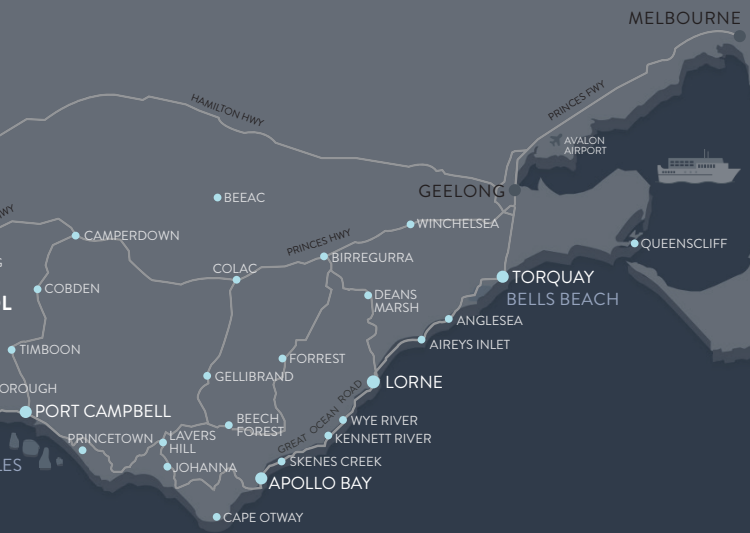 MELBOURNE
HAMILTON HWY
PRINCES FWY
AVALON
AIRPORT
GEELONG
BEEAC
WINCHELSEA
CAMPERDOWN
PRINCES HWY
QUEENSCLIFF
BIRREGURRA
COLAC
TORQUAY
BELLS BEACH
COBDEN
DEANS
MARSH
ANGLESEA
AIREYS INLET
TIMBOON
FORREST
GELLIBRAND
LORNE
GREAT OCEAN ROAD
PORT CAMPBELL
BEECH
FOREST
WYE RIVER
PRINCETOWN
LAVERS
HILL
KENNETT RIVER
JOHANNA
SKENES CREEK
APOLLO BAY
CAPE OTWAY